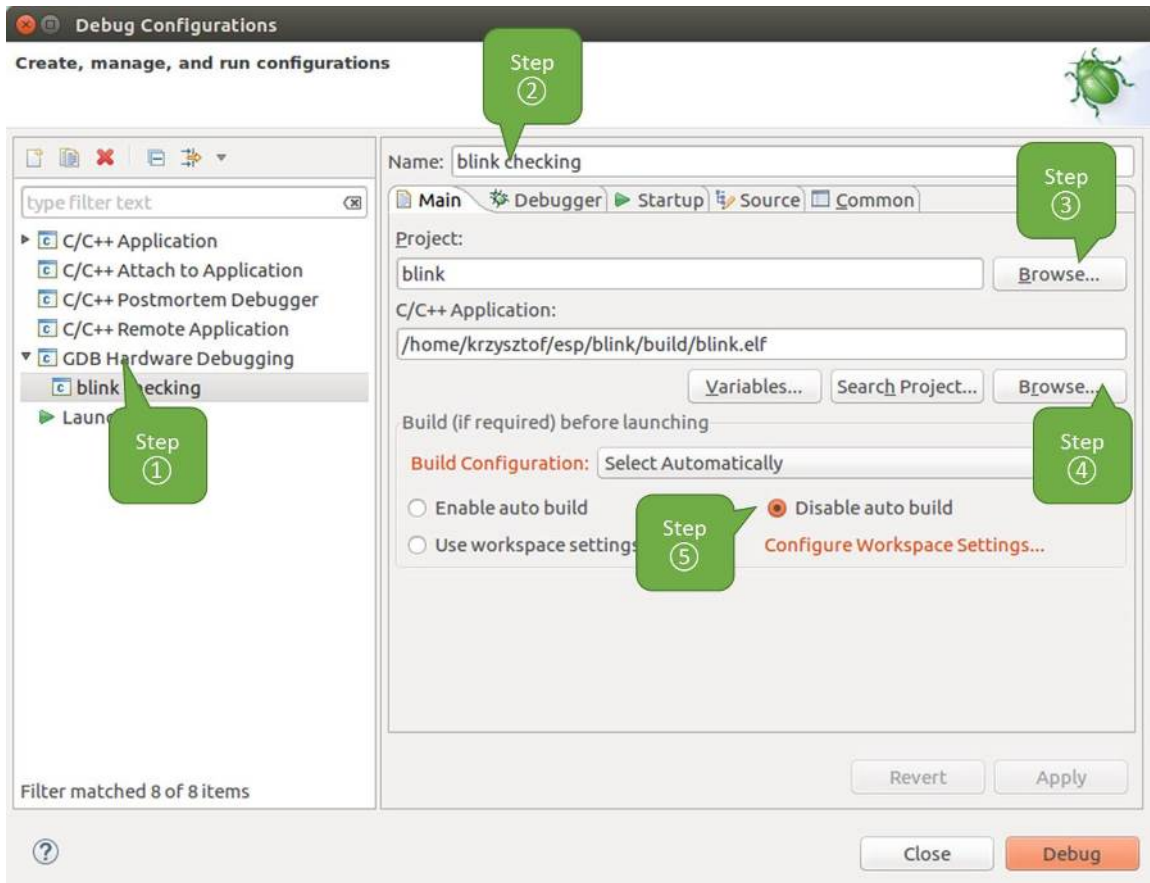 Debug Configurations
Create, manage, and run configurations
Step
②
type filter text
C/C++ Application
C/C++ Attach to Application
C/C++ Postmortem Debugger
C/C++ Remote Application
GDB Hardware Debugging
blink checking
Step
①
Filter matched 8 of 8 items
Name: blink checking
Main Debugger Startup Source Common
Step
③
Project:
blink Browse...
C/C++ Application:
/home/krzysztof/esp/blink/build/blink.elf
Variables... Search Project... Browse...
Step
④
Build (if required) before launching
Build Configuration: Select Automatically
Enable auto build Disable auto build
Step
⑤
Use workspace settings Configure Workspace Settings...
Revert Apply
Close Debug